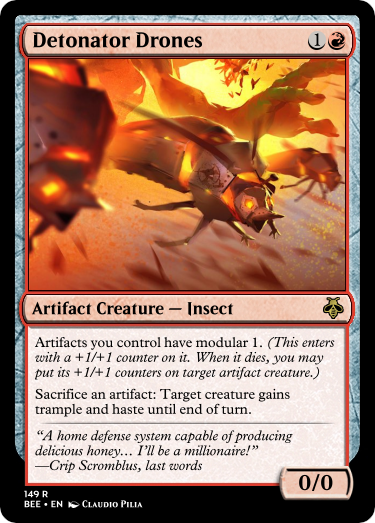 Detonator Drones 1
Artifact Creature — Insect
Artifacts you control have modular 1. (This enters
with a +1/+1 counter on it. When it dies, you may
put its +1/+1 counters on target artifact creature.)
Sacrifice an artifact: Target creature gains
trample and haste until end of turn.
“A home defense system capable of producing
delicious honey… I’ll be a millionaire!”
—Crip Scromblus, last words
0/0
149 R
BEE • EN Claudio Pilia